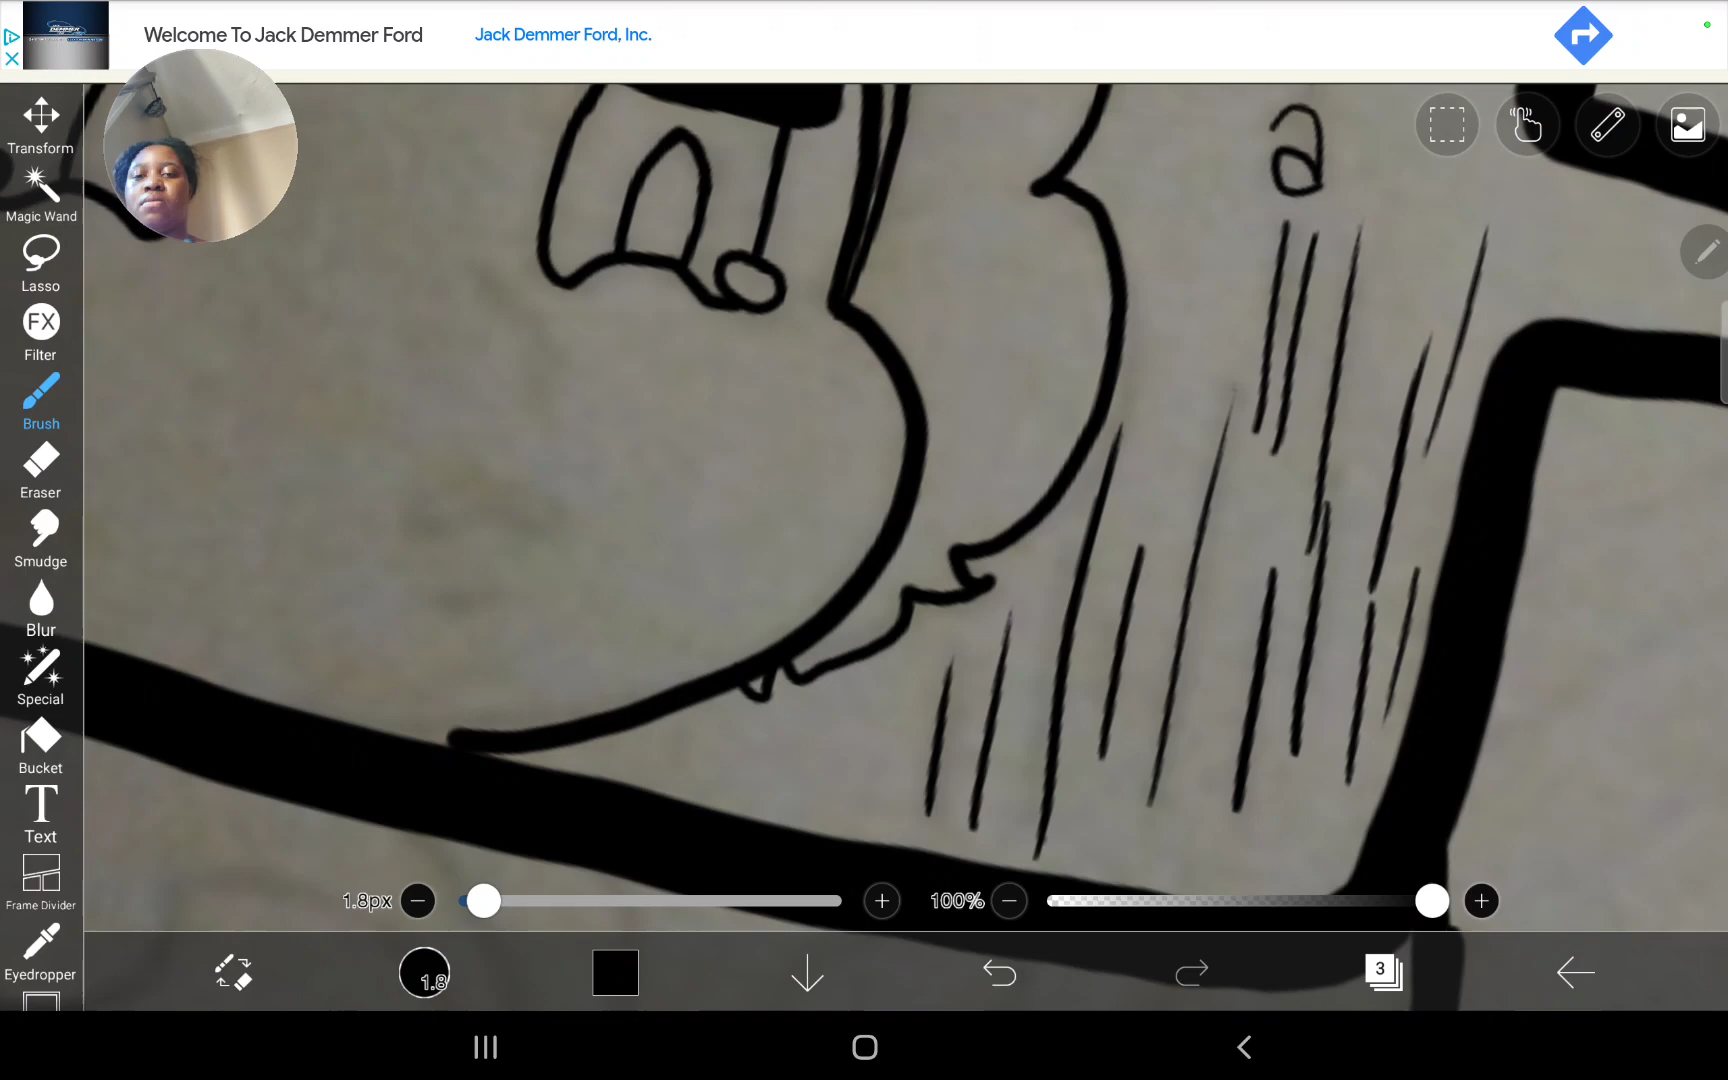 DEMMER
Welcome To Jack Demmer Ford
Jack Demmer Ford, Inc.
a
Transform
Magic Wand
Lasso
FX
Filter
Brush
Eraser
Smudge
Blur
Special
Bucket
T
Text
Frame Divider
Eyedropper
1.8px
100%
1.8
3